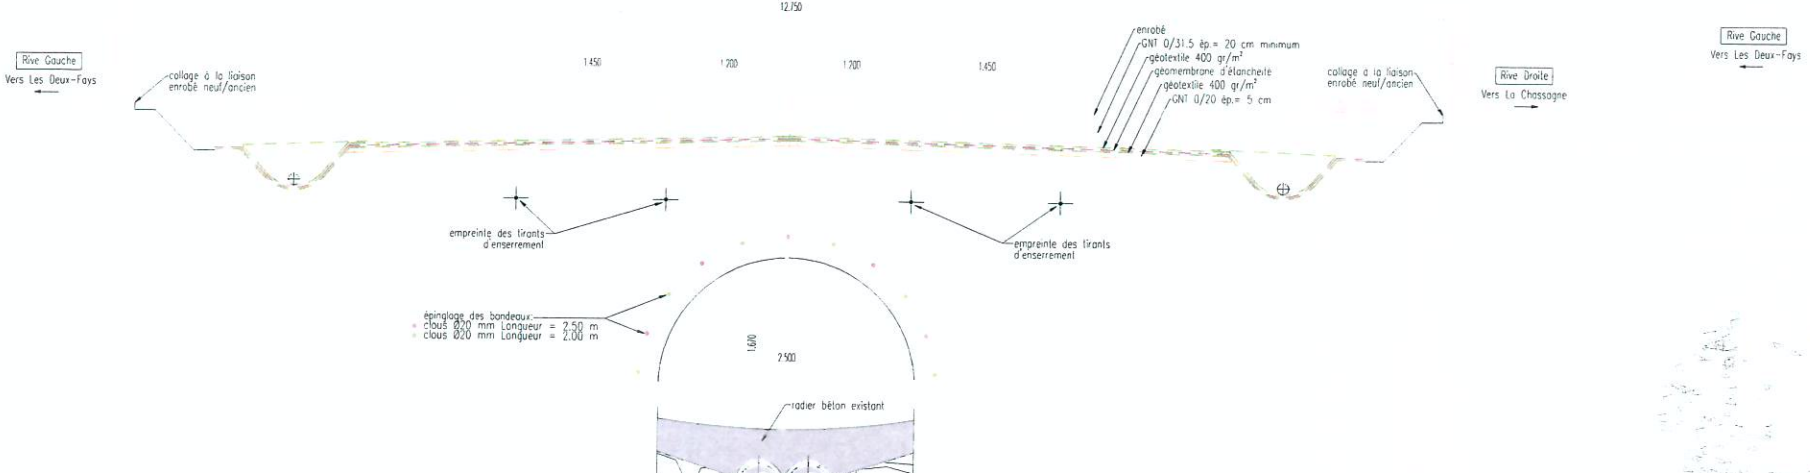 12.750
Rive Gauche
Vers Les Deux-Fays
collage à la liaison
enrobé neuf/ancien
1.450
1.200
1.200
1.450
enrobé
GNT 0/31.5 ép.= 20 cm minimum
géotextile 400 gr/m²
géomembrane d'étanchéité
géotextile 400 gr/m²
GNT 0/20 ép.= 5 cm
collage à la liaison
enrobé neuf/ancien
Rive Droite
Vers La Chassagne
Rive Gauche
Vers Les Deux-Fays
empreinte des tirants
d'enserrement
empreinte des tirants
d'enserrement
épinglage des bandeaux:
clous Ø20 mm Longueur = 2.50 m
clous Ø20 mm Longueur = 2.00 m
2.500
radier béton existant